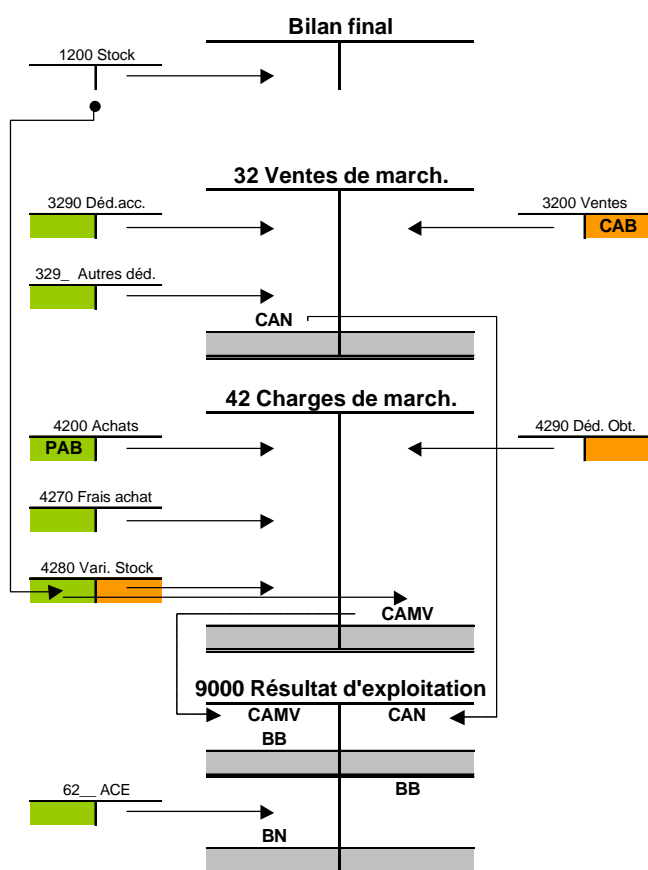 Bilan final
1200 Stock
32 Ventes de march.
3290 Déd.acc.
3200 Ventes
CAB
329_ Autres déd.
CAN
42 Charges de march.
4200 Achats
4290 Déd. Obt.
PAB
4270 Frais achat
4280 Vari. Stock
CAMV
9000 Résultat d'exploitation
CAMV CAN
BB
62__ ACE
BB
BN